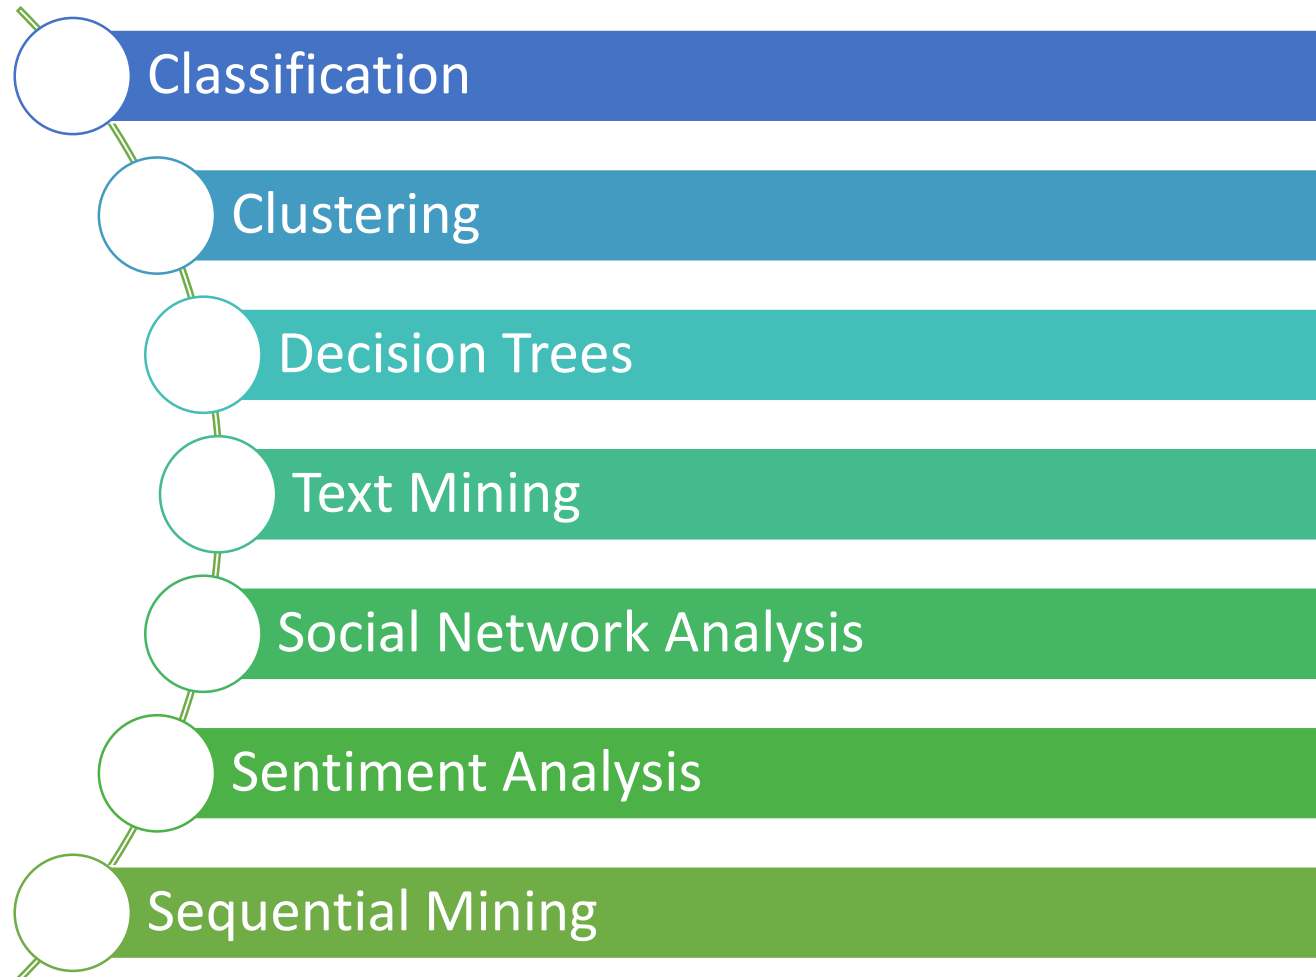 Classification
Clustering
Decision Trees
Text Mining
Social Network Analysis
Sentiment Analysis
Sequential Mining